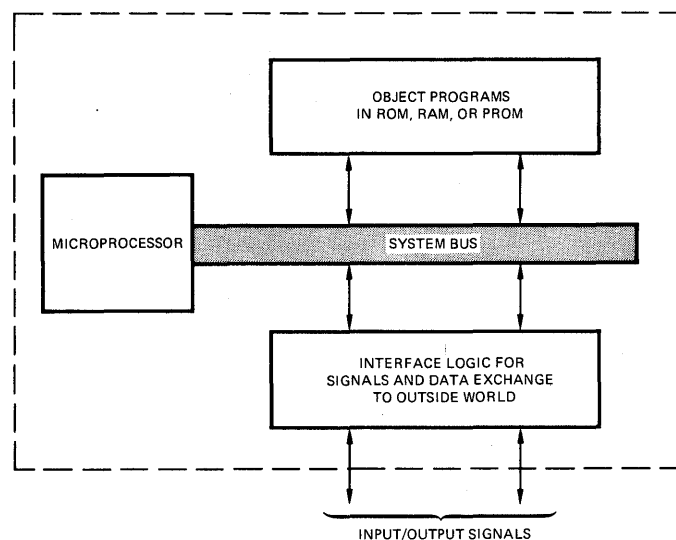 OBJECT PROGRAMS
IN ROM, RAM, OR PROM
MICROPROCESSOR
SYSTEM BUS
INTERFACE LOGIC FOR
SIGNALS AND DATA EXCHANGE
TO OUTSIDE WORLD
INPUT/OUTPUT SIGNALS